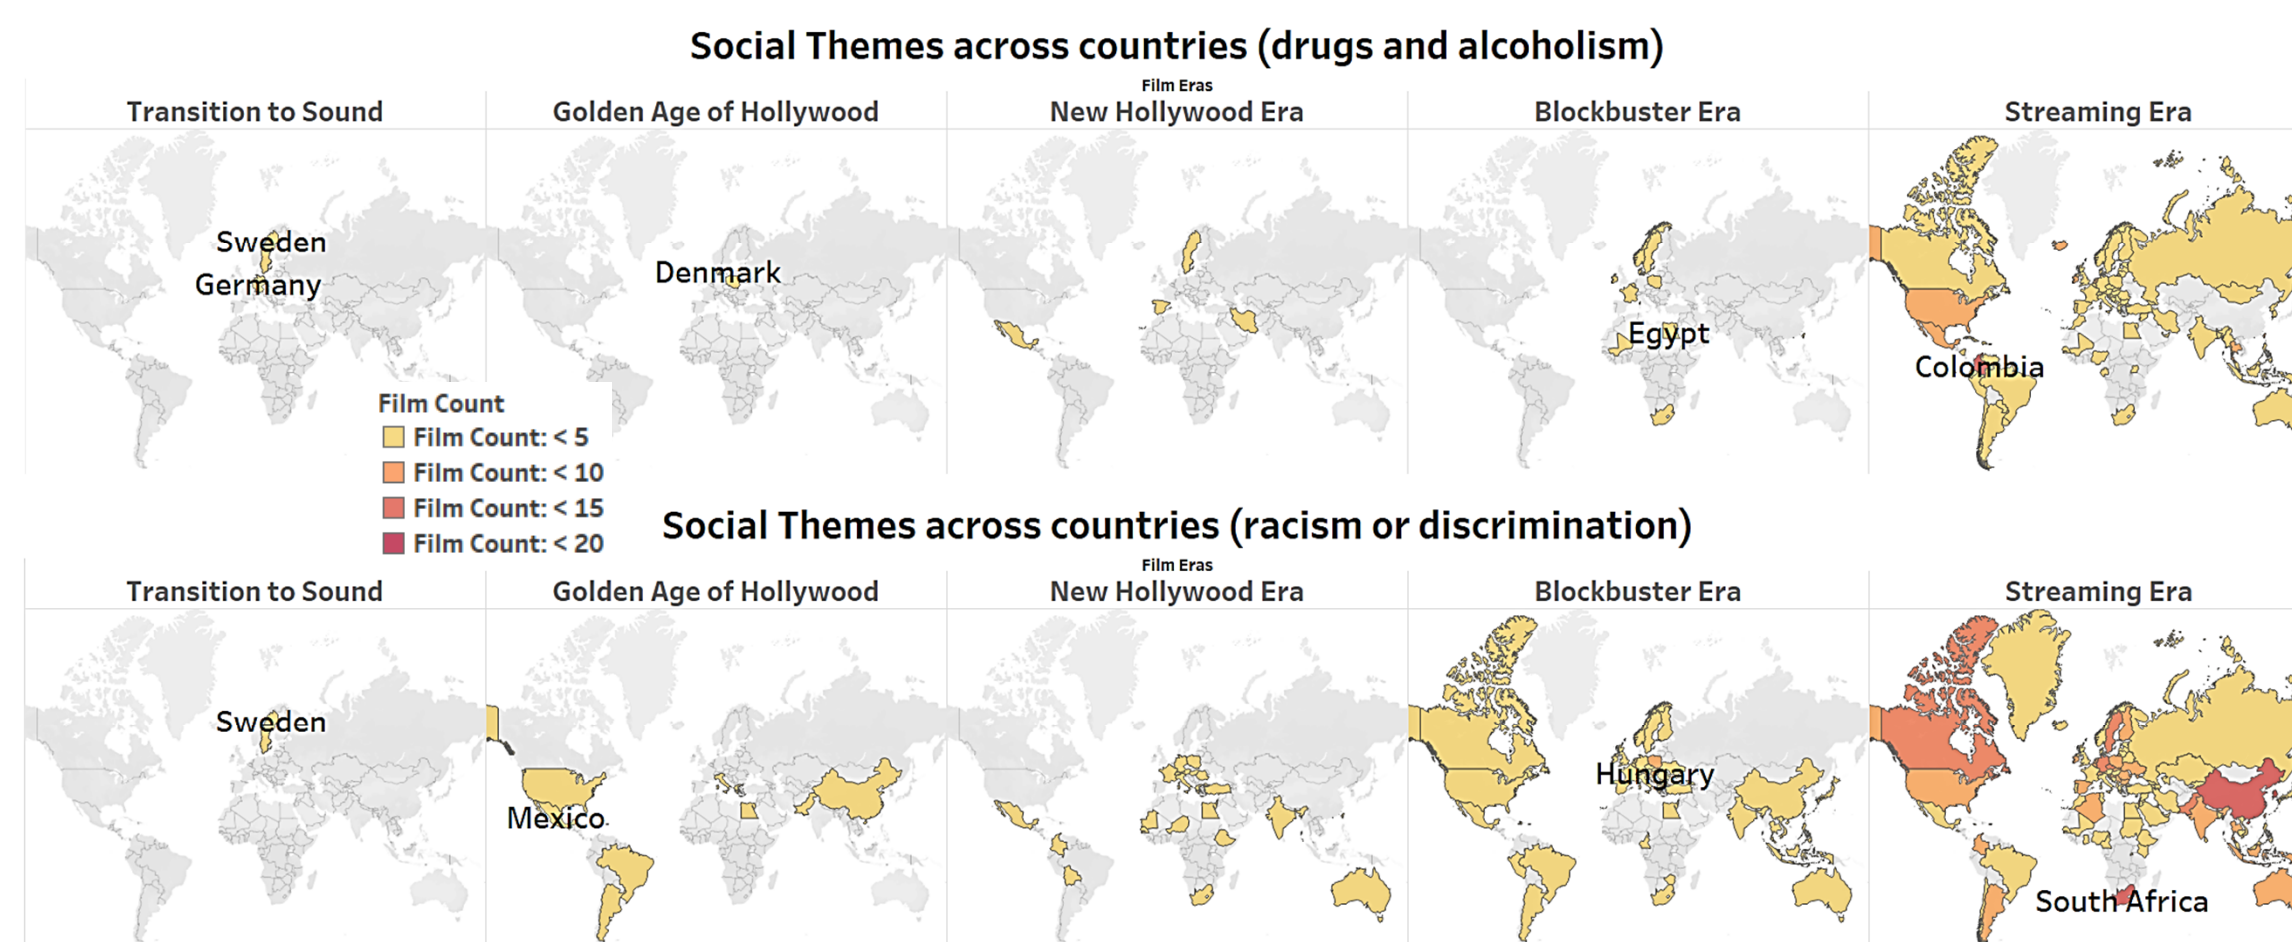 Social Themes across countries (drugs and alcoholism)
Film Eras
Transition to Sound
Golden Age of Hollywood
New Hollywood Era
Blockbuster Era
Streaming Era
Sweden
Germany
Denmark
Egypt
Colombia
Film Count
Film Count: < 5
Film Count: < 10
Film Count: < 15
Film Count: < 20
Social Themes across countries (racism or discrimination)
Film Eras
Transition to Sound
Golden Age of Hollywood
New Hollywood Era
Blockbuster Era
Streaming Era
Sweden
Mexico
Hungary
South Africa